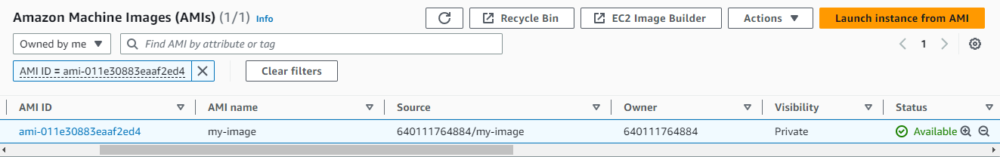 Amazon Machine Images (AMIs) (1/1) Info Recycle Bin EC2 Image Builder Actions Launch instance from AMI
Owned by me Find AMI by attribute or tag 1
AMI ID = ami-011e30883eaaf2ed4 Clear filters
AMI ID AMI name Source Owner Visibility Status
ami-011e30883eaaf2ed4 my-image 640111764884/my-image 640111764884 Private Available